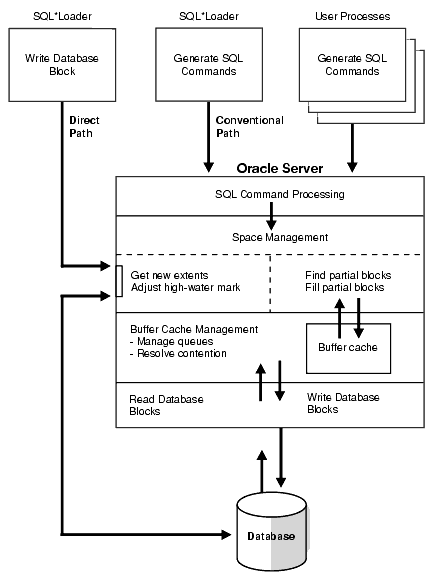 SQL*Loader
SQL*Loader
User Processes
Write Database
Block
Generate SQL
Commands
Generate SQL
Commands
Direct
Path
Conventional
Path
Oracle Server
SQL Command Processing
Space Management
Get new extents
Adjust high-water mark
Find partial blocks
Fill partial blocks
Buffer Cache Management
- Manage queues
- Resolve contention
Buffer cache
Read Database
Blocks
Write Database
Blocks
Database